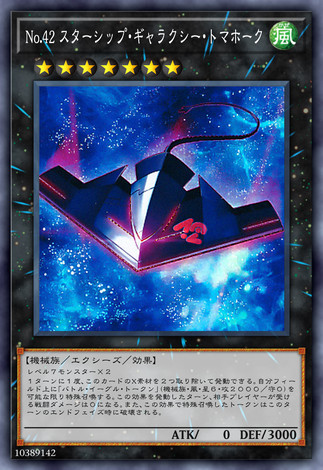 No.42 スターシップ・ギャラクシー・トマホーク
風
42
【機械族/エクシーズ/効果】
レベル7モンスター×2
1ターンに1度、このカードのX素材を2つ取り除いて発動できる。自分フィー
ルド上に「バトル・イーグル・トークン」(機械族・風・星6・攻2000/守0)を
可能な限り特殊召喚する。この効果を発動したターン、相手プレイヤーが受け
る戦闘ダメージは0になる。また、この効果で特殊召喚したトークンはこのター
ンのエンドフェイズ時に破壊される。
ATK/ 0 DEF/3000
10389142